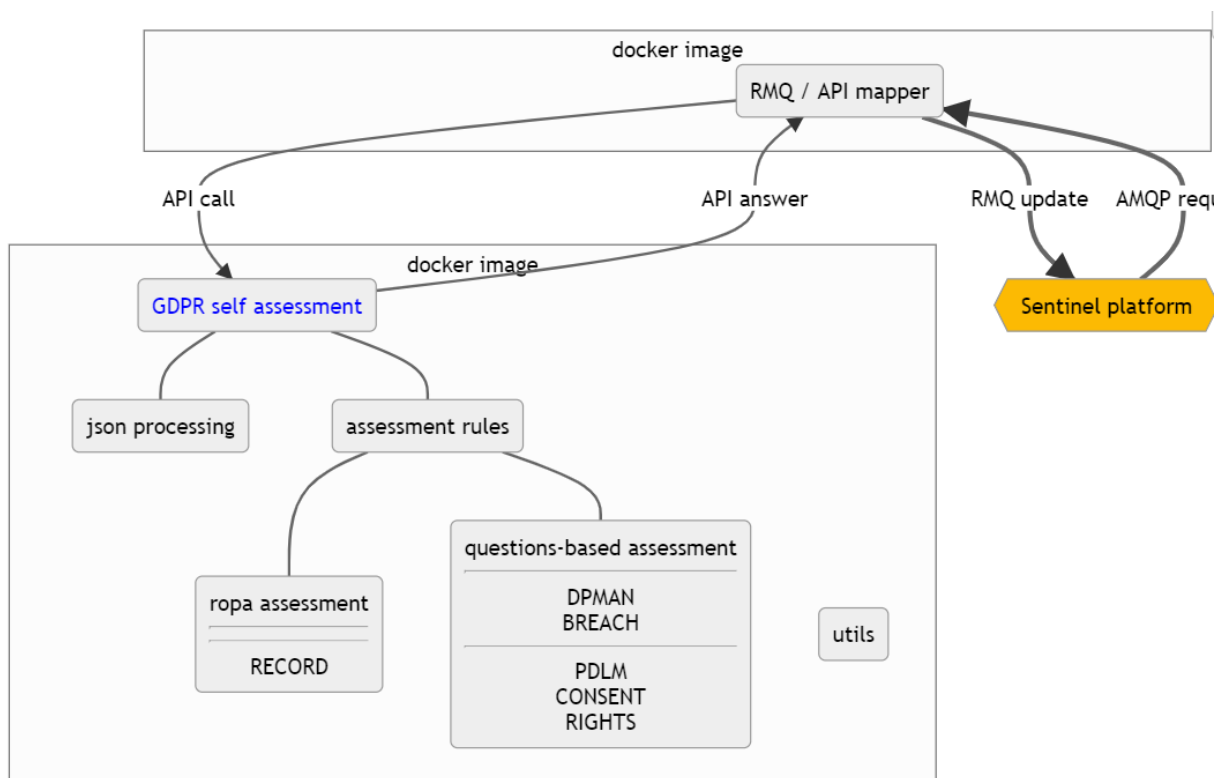 docker image
RMQ / API mapper
API call
API answer
RMQ update
AMQP
docker image
GDPR self assessment
Sentinel platform
json processing
assessment rules
questions-based assessment
DPMAN
BREACH
ropa assessment
RECORD
PDLM
CONSENT
RIGHTS
utils